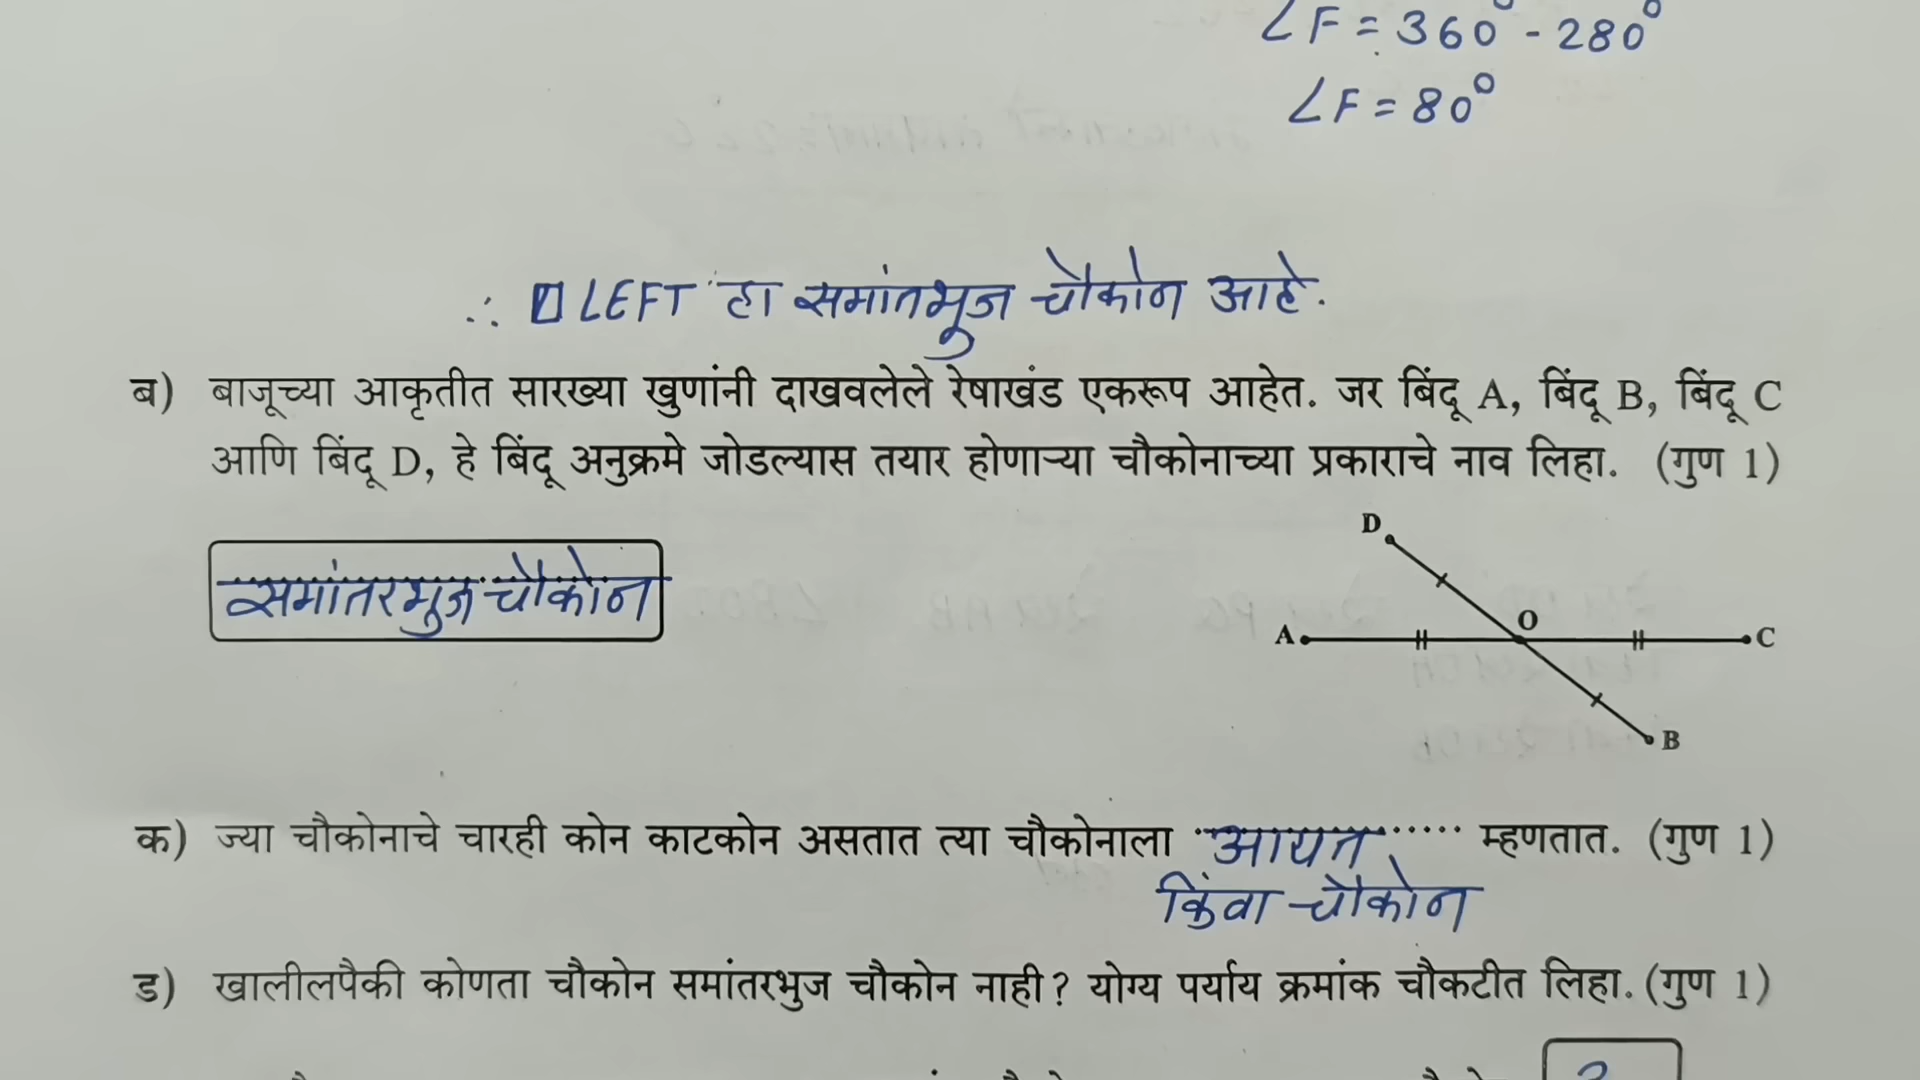 ∠F = 360° - 280°
∠F = 80°
∴ □LEFT हा समांतभूज चौकोन आहे.
ब) बाजूच्या आकृतीत सारख्या खुणांनी दाखवलेले रेषाखंड एकरूप आहेत. जर बिंदू A, बिंदू B, बिंदू C
आणि बिंदू D, हे बिंदू अनुक्रमे जोडल्यास तयार होणाऱ्या चौकोनाच्या प्रकाराचे नाव लिहा. (गुण 1)
समांतरभुज चौकोन
D
O
A
C
B
क) ज्या चौकोनाचे चारही कोन काटकोन असतात त्या चौकोनाला आयत म्हणतात. (गुण 1)
किंवा चौकोन
ड) खालीलपैकी कोणता चौकोन समांतरभुज चौकोन नाही? योग्य पर्याय क्रमांक चौकटीत लिहा. (गुण 1)